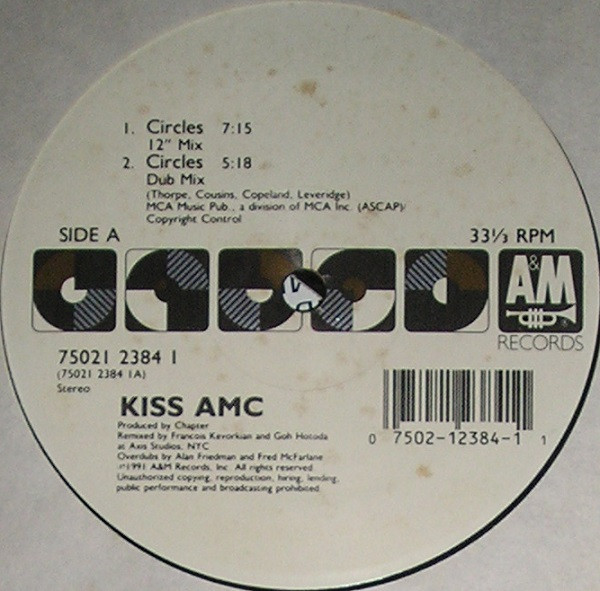 1. Circles 7:15
12" Mix
2. Circles 5:18
Dub Mix
(Thorpe, Cousins, Copeland, Leveridge)
MCA Music Pub., a division of MCA Inc. (ASCAP)/
Copyright Control
SIDE A
33⅓ RPM
A&M
RECORDS
75021 2384 1
(75021 2384 1A)
Stereo
KISS AMC
Produced by Chapter
Remixed by Francois Kevorkian and Goh Hotoda
at Axis Studios, NYC
Overdubs by Alan Friedman and Fred McFarlane
℗1991 A&M Records, Inc. All rights reserved
Unauthorized copying, reproduction, hiring, lending,
public performance and broadcasting prohibited.
0 7502-12384-1 1